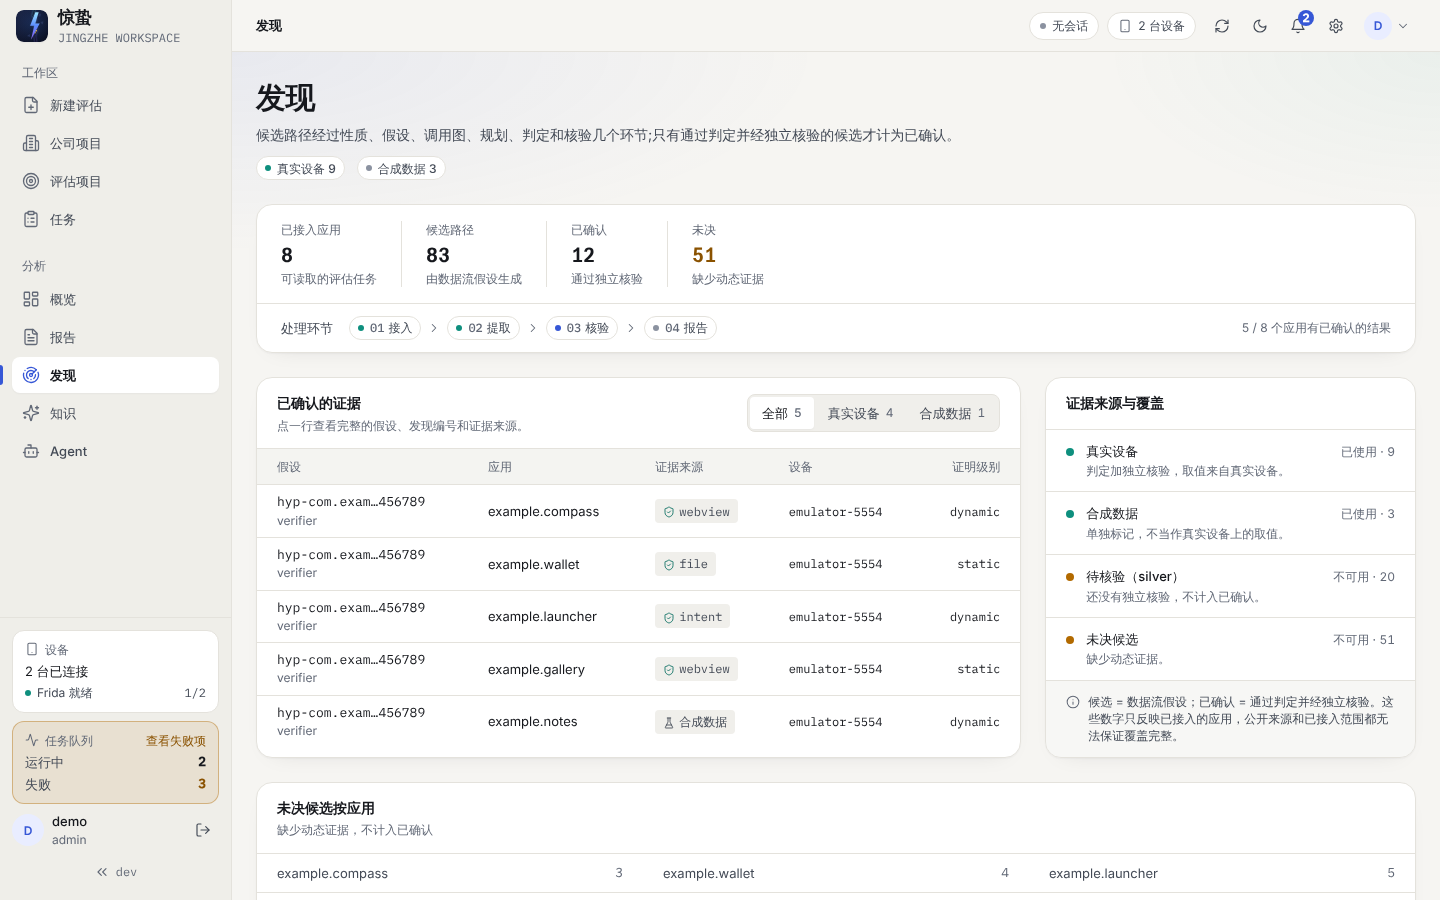 惊蛰
JINGZHE WORKSPACE
工作区
新建评估
公司项目
评估项目
任务
分析
概览
报告
发现
知识
Agent
设备
2 台已连接
Frida 就绪 1/2
任务队列 查看失败项
运行中 2
失败 3
D demo
admin
dev
发现
无会话
2 台设备
2
D
发现
候选路径经过性质、假设、调用图、规划、判定和核验几个环节;只有通过判定并经独立核验的候选才计为已确认。
真实设备 9
合成数据 3
已接入应用
8
可读取的评估任务
候选路径
83
由数据流假设生成
已确认
12
通过独立核验
未决
51
缺少动态证据
处理环节 01 接入 02 提取 03 核验 04 报告 5 / 8 个应用有已确认的结果
已确认的证据
点一行查看完整的假设、发现编号和证据来源。
全部 5 真实设备 4 合成数据 1
假设 应用 证据来源 设备 证明级别
hyp-com.exam…456789
verifier
example.compass webview emulator-5554 dynamic
hyp-com.exam…456789
verifier
example.wallet file emulator-5554 static
hyp-com.exam…456789
verifier
example.launcher intent emulator-5554 dynamic
hyp-com.exam…456789
verifier
example.gallery webview emulator-5554 static
hyp-com.exam…456789
verifier
example.notes 合成数据 emulator-5554 dynamic
证据来源与覆盖
真实设备 已使用 · 9
判定加独立核验，取值来自真实设备。
合成数据 已使用 · 3
单独标记，不当作真实设备上的取值。
待核验（silver） 不可用 · 20
还没有独立核验，不计入已确认。
未决候选 不可用 · 51
缺少动态证据。
候选 = 数据流假设；已确认 = 通过判定并经独立核验。这
些数字只反映已接入的应用，公开来源和已接入范围都无
法保证覆盖完整。
未决候选按应用
缺少动态证据，不计入已确认
example.compass 3
example.wallet 4
example.launcher 5